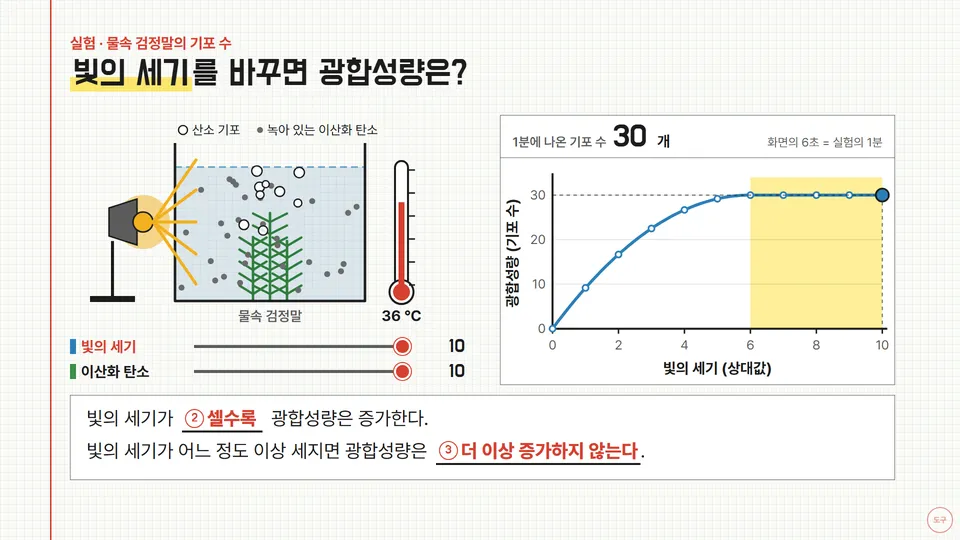 실험 · 물속 검정말의 기포 수
빛의 세기를 바꾸면 광합성량은?
산소 기포 녹아 있는 이산화 탄소
물속 검정말
36 °C
빛의 세기 10
이산화 탄소 10
1분에 나온 기포 수 30 개 화면의 6초 = 실험의 1분
광합성량 (기포 수)
30
20
10
0
0 2 4 6 8 10
빛의 세기 (상대값)
빛의 세기가 ② 셀수록 광합성량은 증가한다.
빛의 세기가 어느 정도 이상 세지면 광합성량은 ③ 더 이상 증가하지 않는다.
도구